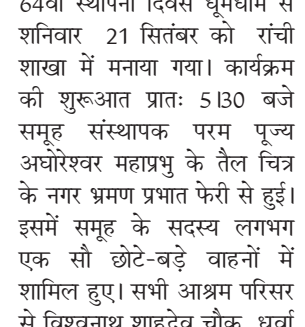 64वां स्थापना दिवस धूमधाम से
शनिवार 21 सितंबर को रांची
शाखा में मनाया गया। कार्यक्रम
की शुरूआत प्रातः 5।30 बजे
समूह संस्थापक परम पूज्य
अघोरेश्वर महाप्रभु के तैल चित्र
के नगर भ्रमण प्रभात फेरी से हुई।
इसमें समूह के सदस्य लगभग
एक सौ छोटे-बड़े वाहनों में
शामिल हुए। सभी आश्रम परिसर
से विश्वनाथ शाहदेव चौक, धुर्वा